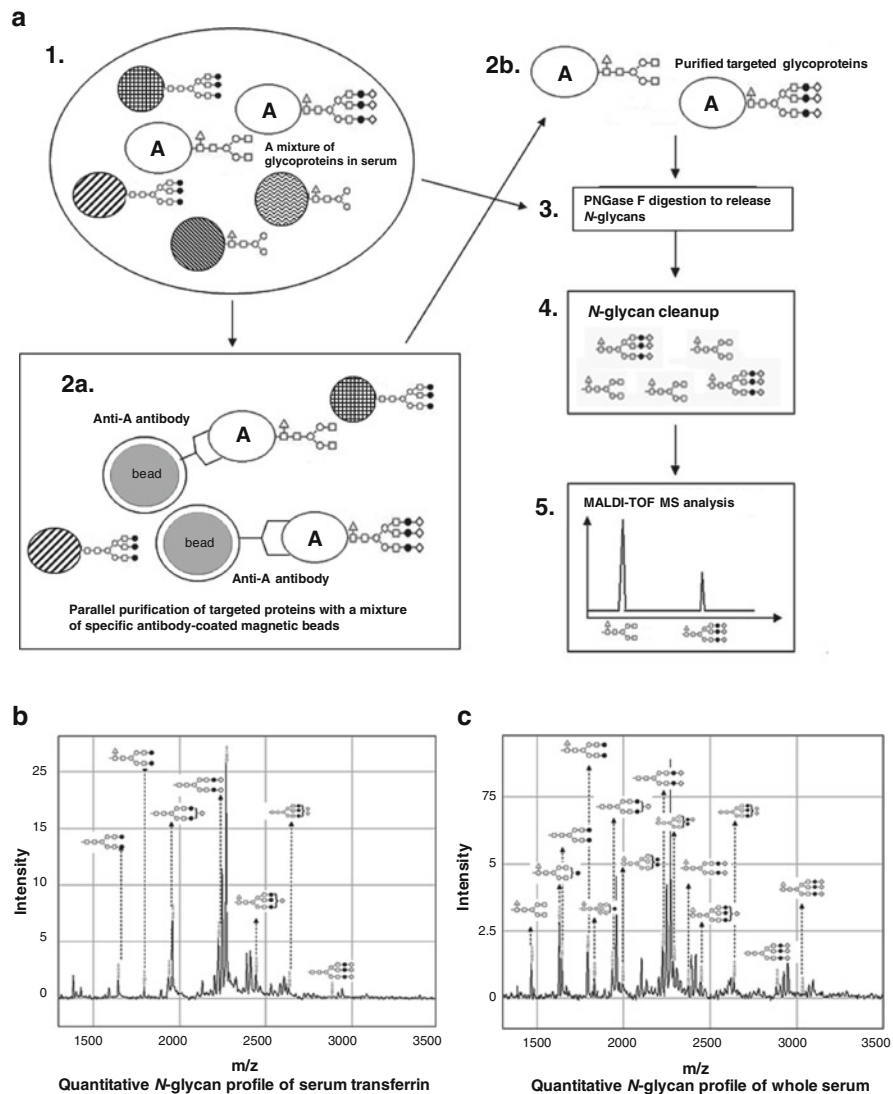 a
1.
A
A
A mixture of
glycoproteins in serum
2b.
A
Purified targeted glycoproteins
A
3.
PNGase F digestion to release
N-glycans
4.
N-glycan cleanup
2a.
Anti-A antibody
A
bead
bead
A
Anti-A antibody
Parallel purification of targeted proteins with a mixture
of specific antibody-coated magnetic beads
5.
MALDI-TOF MS analysis
b
Intensity
25
15
10
5
0
1500 2000 2500 3000 3500
m/z
Quantitative N-glycan profile of serum transferrin
c
Intensity
75
5
2.5
0
1500 2000 2500 3000 3500
m/z
Quantitative N-glycan profile of whole serum